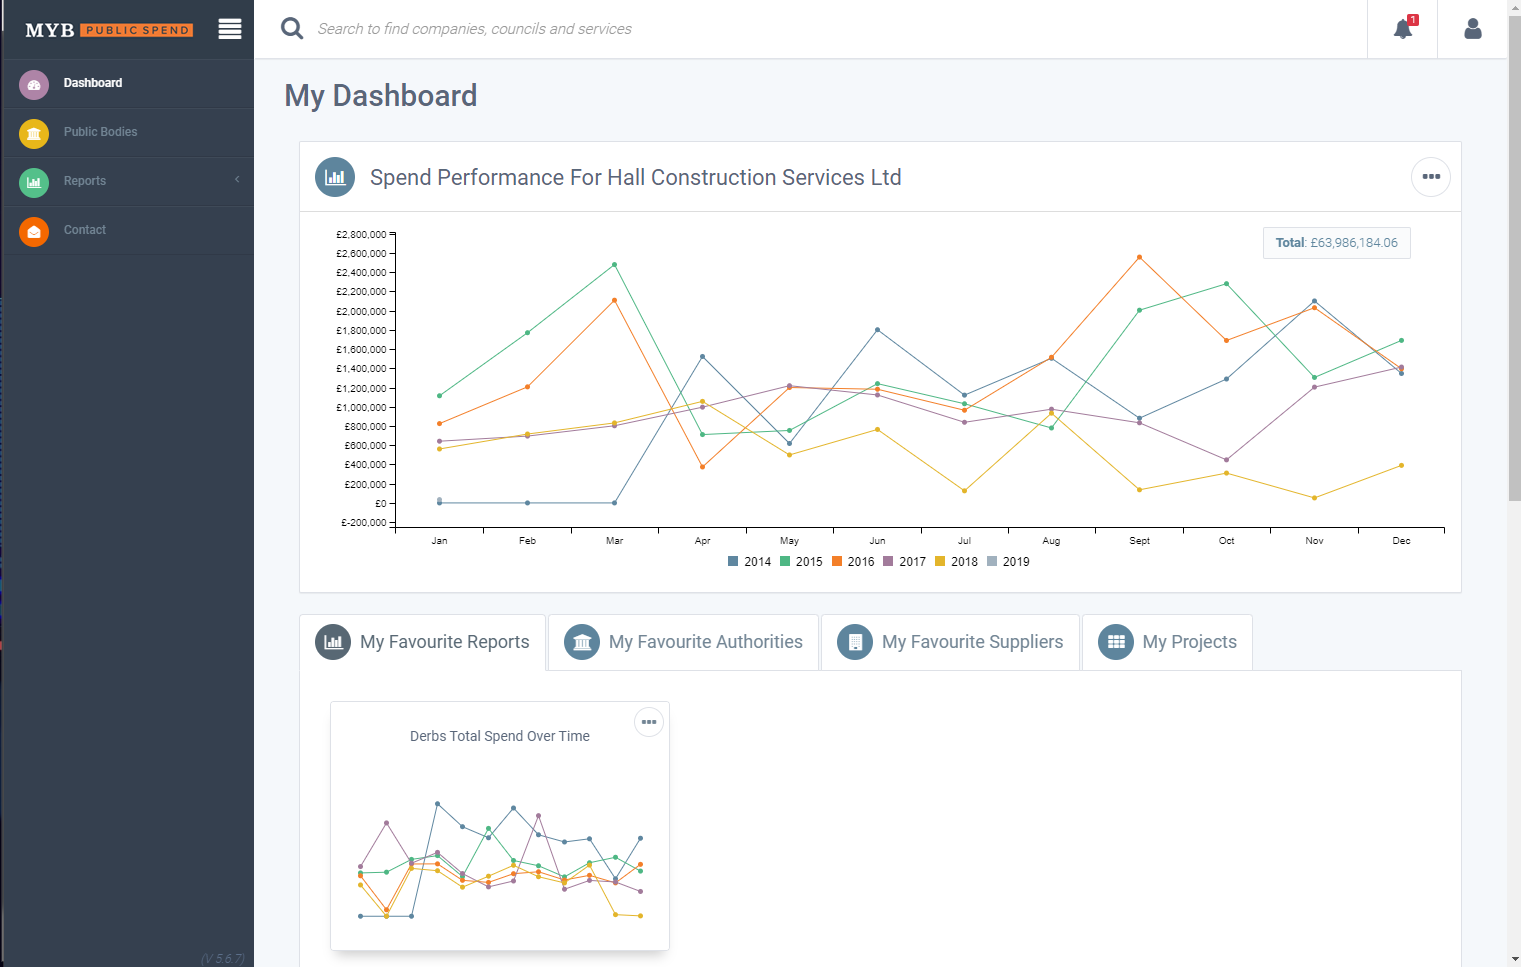 MYB PUBLIC SPEND
Search to find companies, councils and services
1
Dashboard
Public Bodies
Reports
Contact
(V 5.6.7)
My Dashboard
Spend Performance For Hall Construction Services Ltd
Total: £63,986,184.06
£2,800,000
£2,600,000
£2,400,000
£2,200,000
£2,000,000
£1,800,000
£1,600,000
£1,400,000
£1,200,000
£1,000,000
£800,000
£600,000
£400,000
£200,000
£0
£-200,000
Jan Feb Mar Apr May Jun Jul Aug Sept Oct Nov Dec
2014 2015 2016 2017 2018 2019
My Favourite Reports My Favourite Authorities My Favourite Suppliers My Projects
Derbs Total Spend Over Time